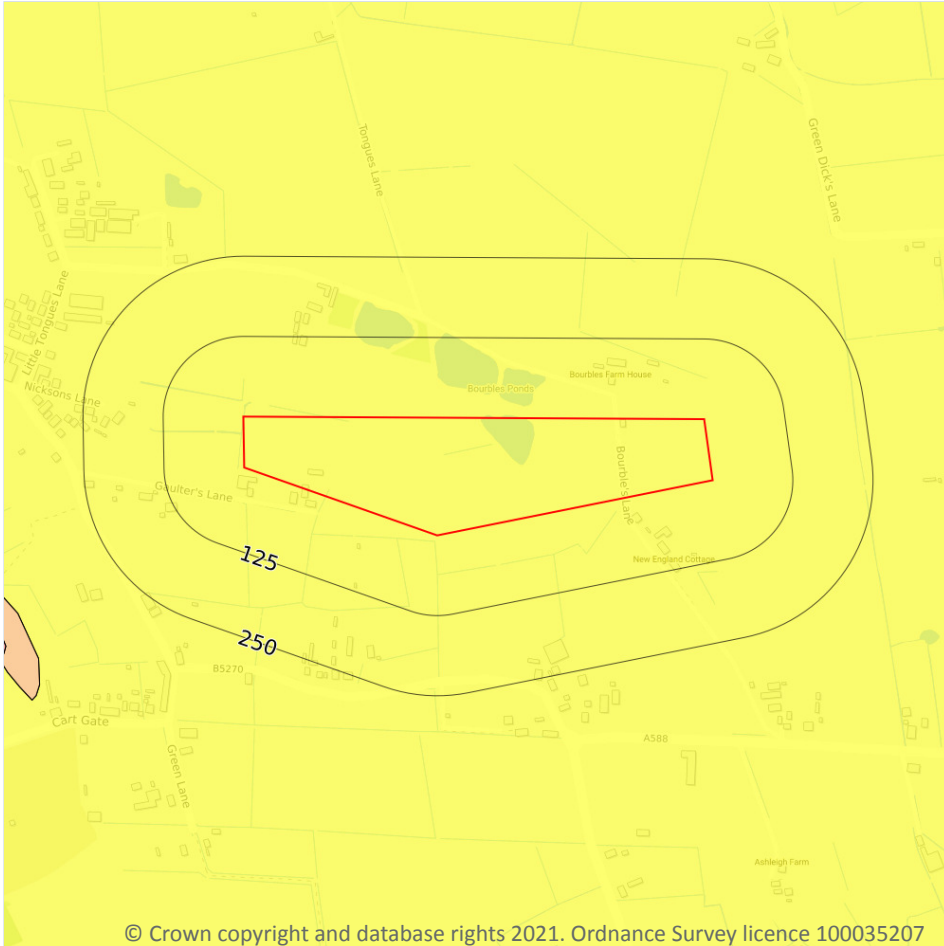 Tongues Lane
Green Dick's Lane
Little Tongues Lane
Nicksons Lane
Bourbles Farm House
Bourbles Ponds
Bourble's Lane
Gaulter's Lane
125
New England Cottage
250
B5270
Cart Gate
A588
Green Lane
Ashleigh Farm
© Crown copyright and database rights 2021. Ordnance Survey licence 100035207